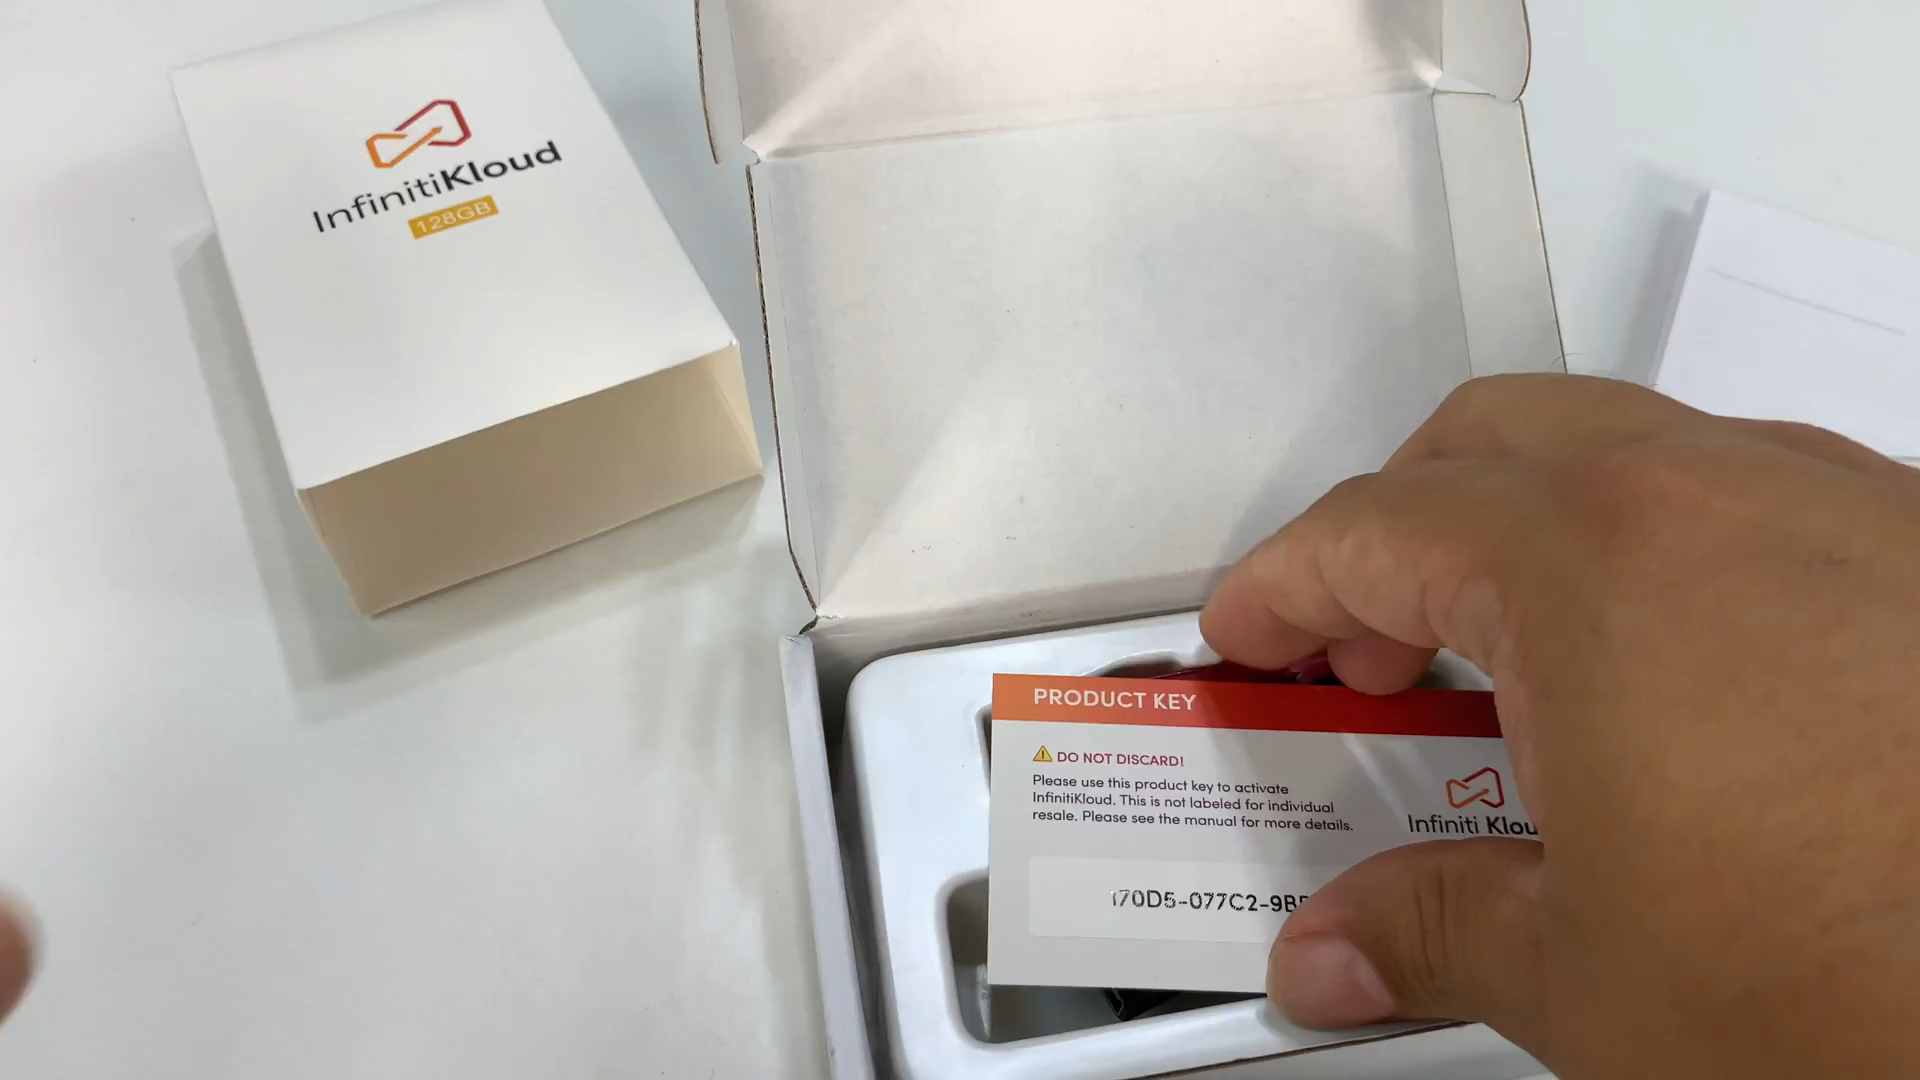 InfinitiKloud
128GB
PRODUCT KEY
⚠ DO NOT DISCARD!
Please use this product key to activate
InfinitiKloud. This is not labeled for individual
resale. Please see the manual for more details.
Infiniti Klou
170D5-077C2-9B